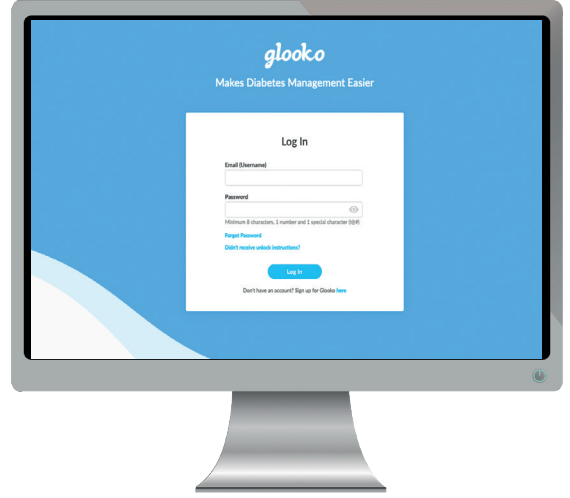 glooko
Makes Diabetes Management Easier
Log In
Email (Username)
Password
Minimum 8 characters, 1 number and 1 special character (!@#)
Forgot Password
Didn't receive unlock instructions?
Log In
Don't have an account? Sign up for Glooko here